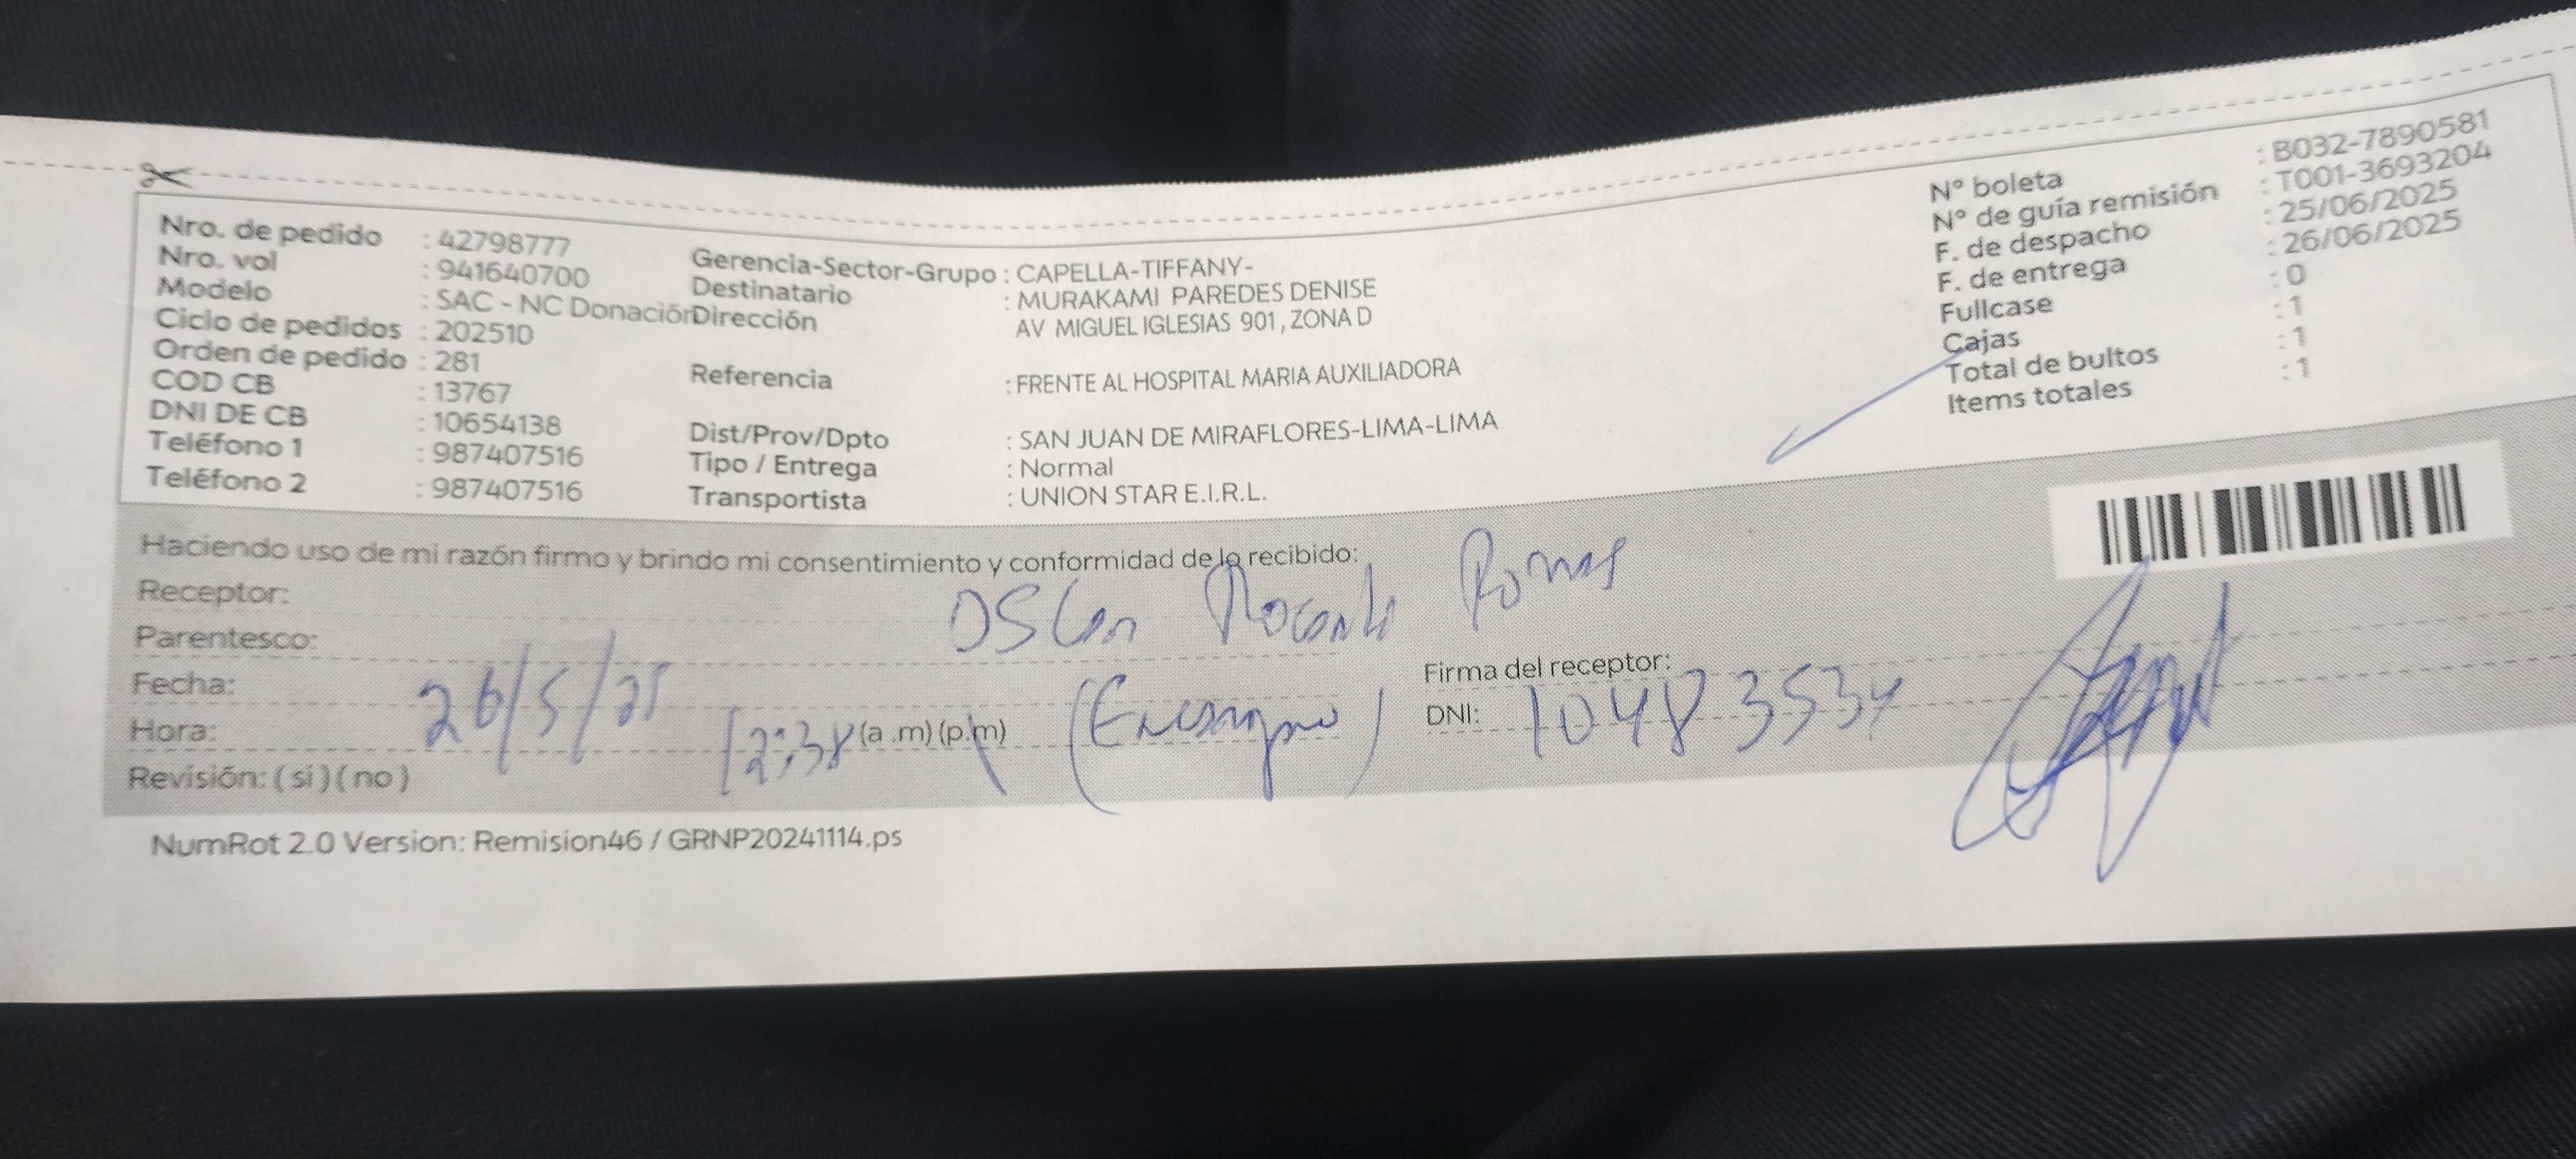 Nro. de pedido : 42798777
Nro. vol : 941640700
Modelo : SAC - NC Donación
Ciclo de pedidos : 202510
Orden de pedido : 281
COD CB : 13767
DNI DE CB : 10654138
Teléfono 1 : 987407516
Teléfono 2 : 987407516
Gerencia-Sector-Grupo : CAPELLA-TIFFANY-
Destinatario : MURAKAMI PAREDES DENISE
Dirección AV MIGUEL IGLESIAS 901, ZONA D
Referencia : FRENTE AL HOSPITAL MARIA AUXILIADORA
Dist/Prov/Dpto : SAN JUAN DE MIRAFLORES-LIMA-LIMA
Tipo / Entrega : Normal
Transportista : UNION STAR E.I.R.L.
N° boleta : B032-7890581
N° de guía remisión : T001-3693204
F. de despacho : 25/06/2025
F. de entrega : 26/06/2025
Fullcase : 0
Cajas : 1
Total de bultos : 1
Items totales : 1
Haciendo uso de mi razón firmo y brindo mi consentimiento y conformidad de lo recibido:
Receptor: OSCar
Parentesco:
Fecha: 26/5/25
Hora: 12:38 (a .m) (p.m)
Firma del receptor:
DNI: 10483534
Revisión: ( si ) ( no )
NumRot 2.0 Version: Remision46 / GRNP20241114.ps